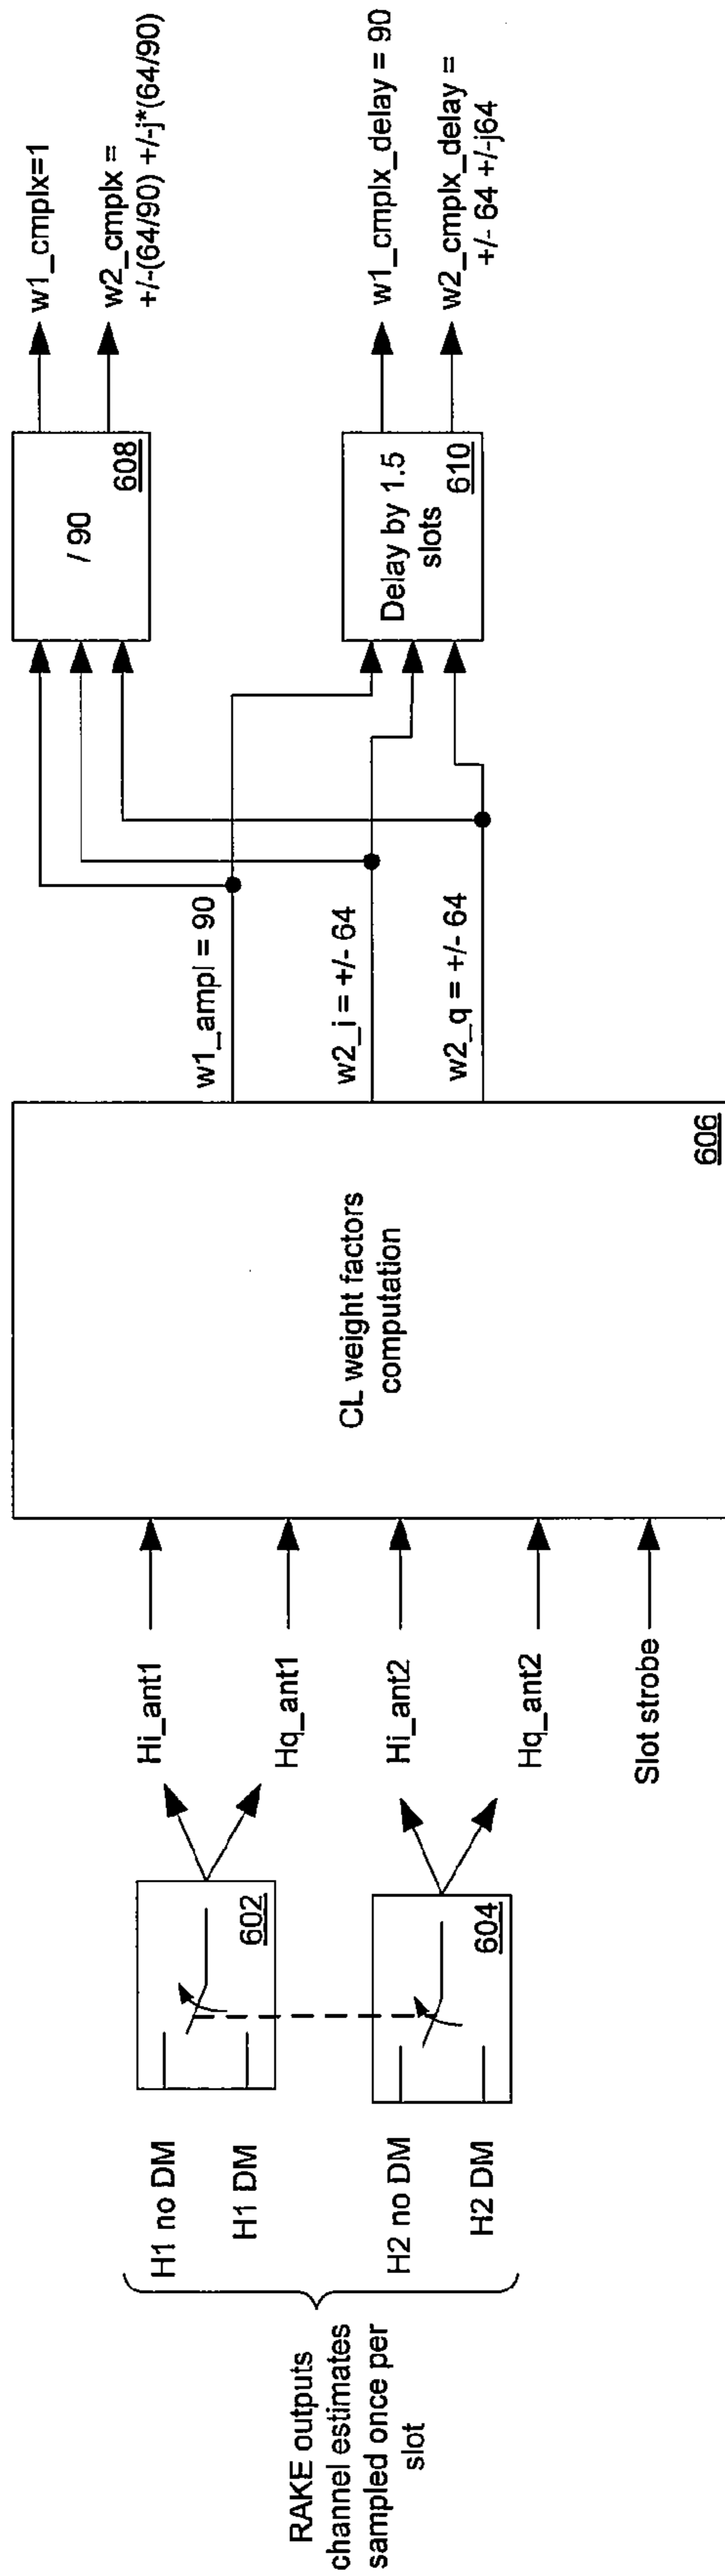 RAKE outputs
channel estimates
sampled once per
slot
H1 no DM
H1 DM
H2 no DM
H2 DM
602
604
Hi_ant1
Hq_ant1
Hi_ant2
Hq_ant2
Slot strobe
CL weight factors
computation
606
w1_ampl = 90
w2_i = +/- 64
w2_q = +/- 64
/ 90
608
Delay by 1.5
slots
610
w1_cmplx=1
w2_cmplx =
+/-(64/90) +/-j*(64/90)
w1_cmplx_delay = 90
w2_cmplx_delay =
+/- 64 +/-j64